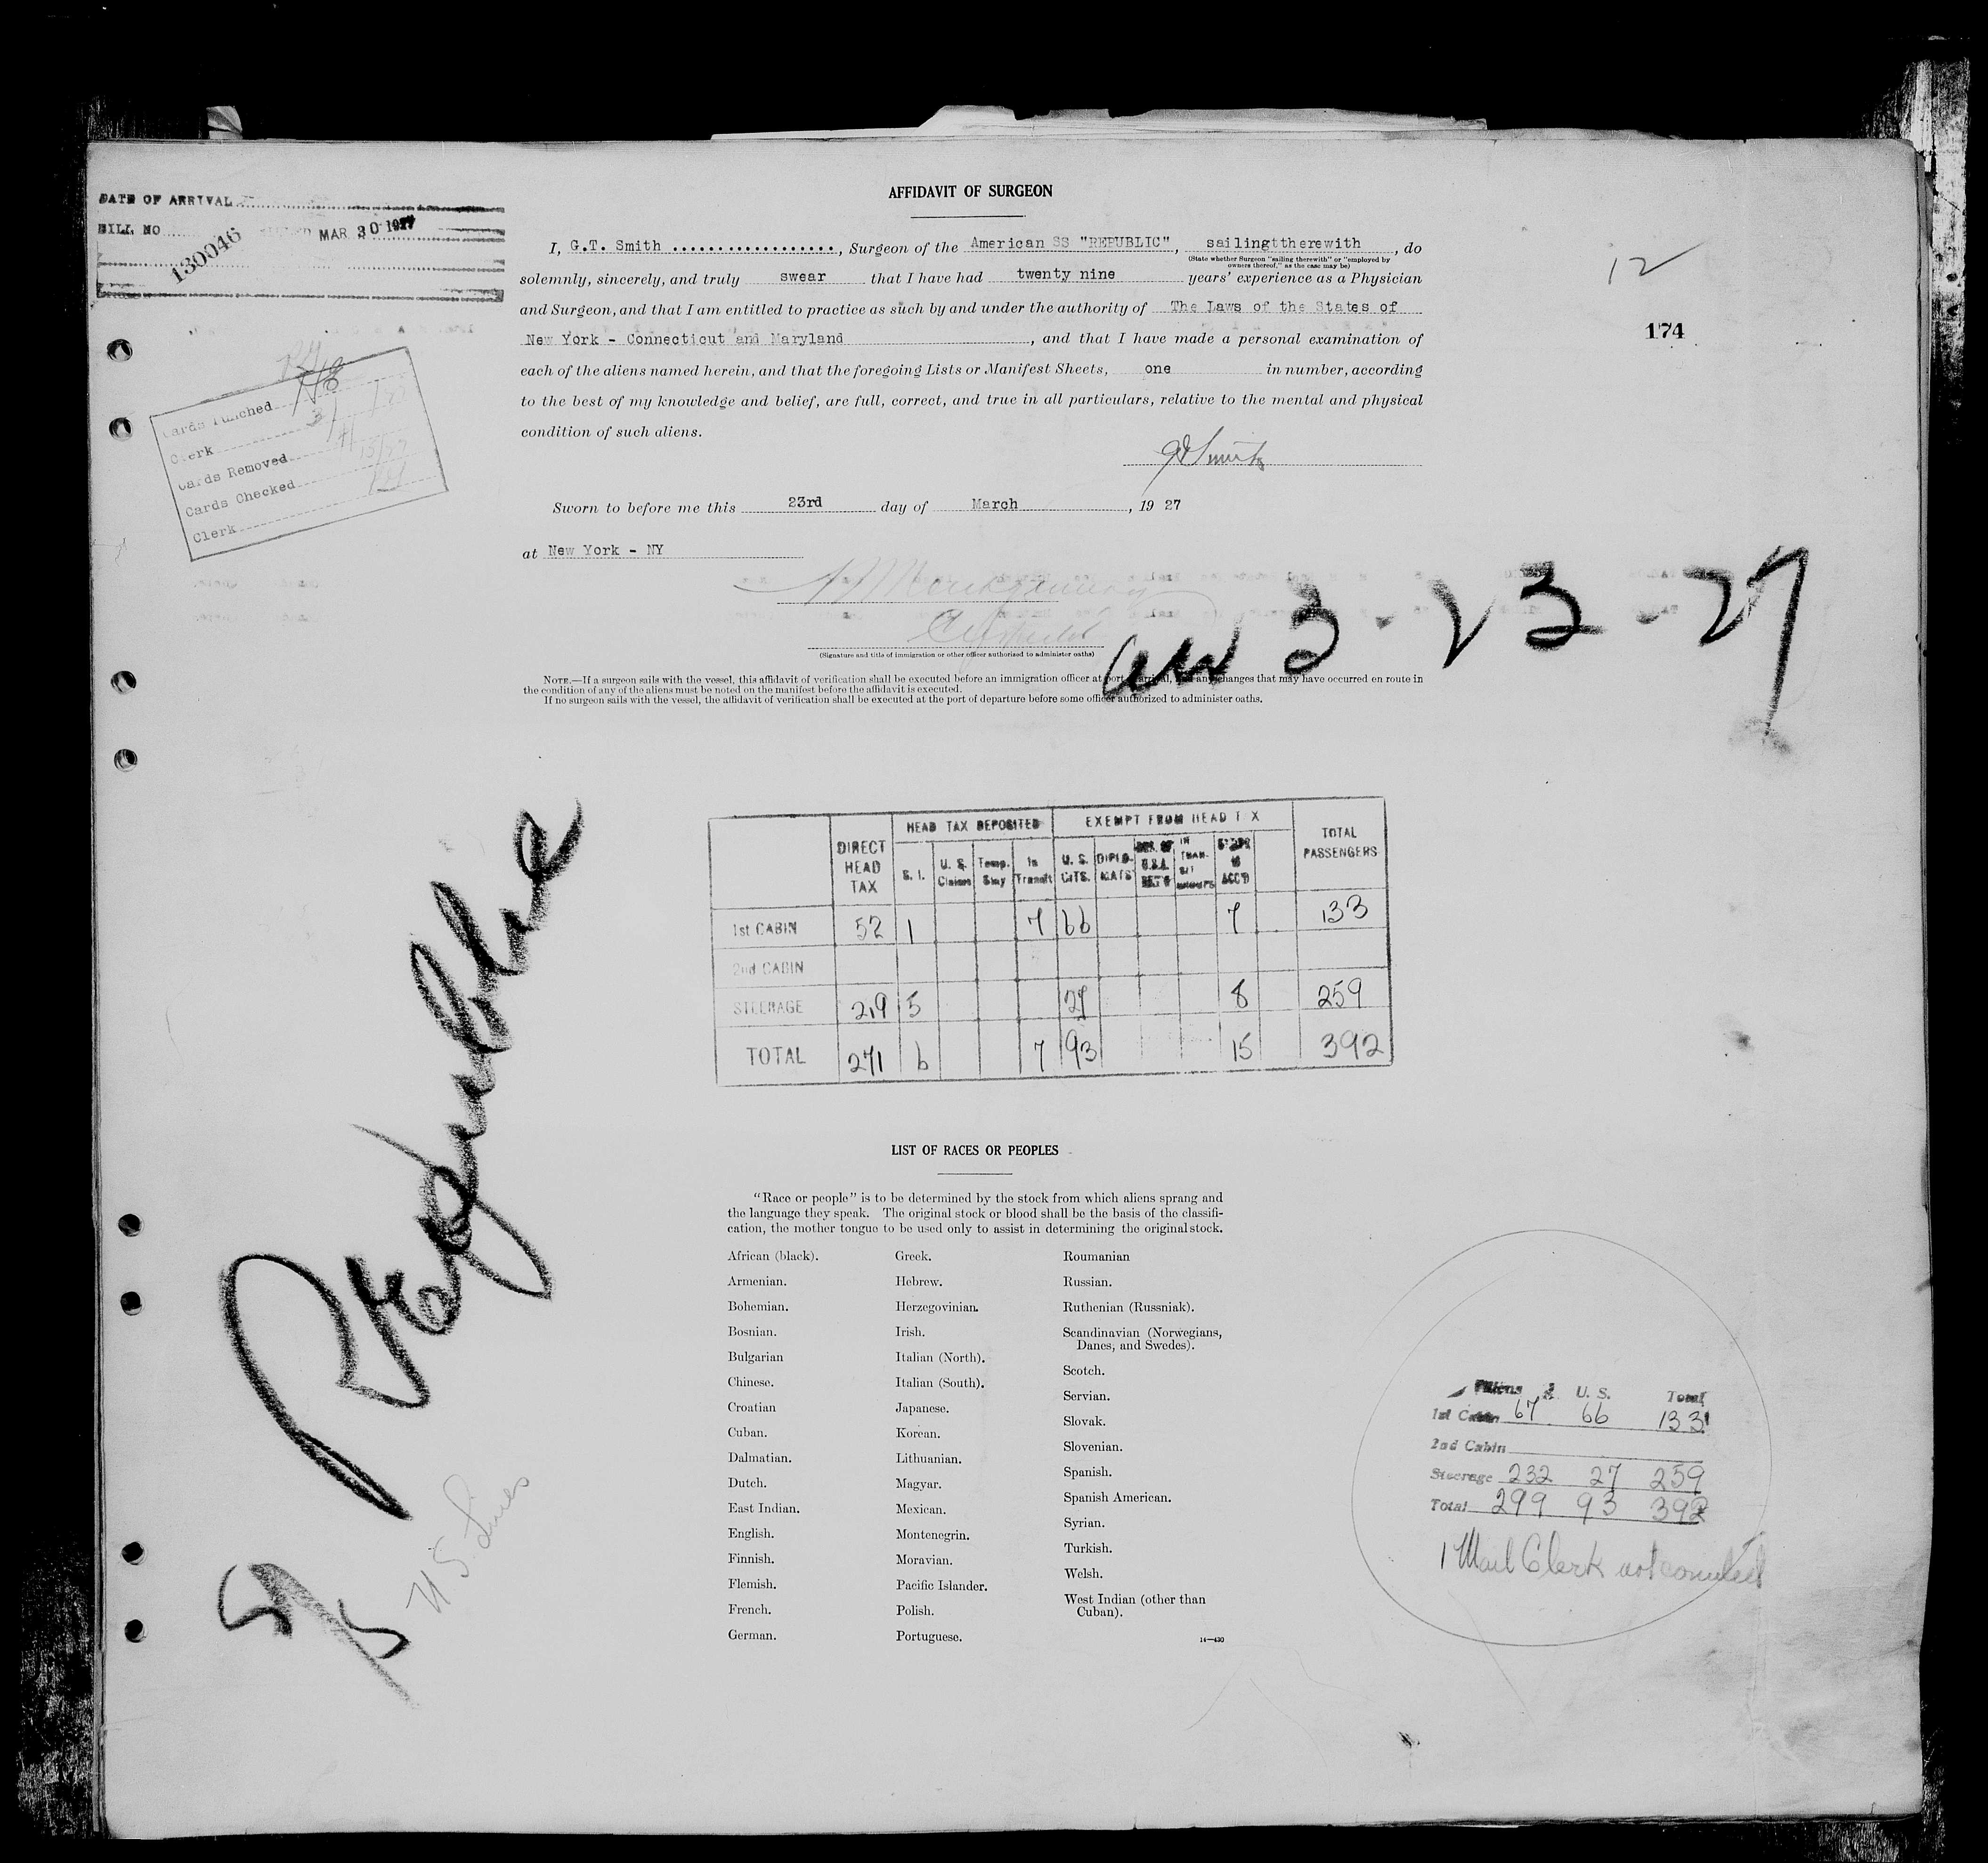 DATE OF ARRIVAL
BILL NO
130046
MAR 30 1927
AFFIDAVIT OF SURGEON
I, G.T. Smith .................., Surgeon of the American SS "REPUBLIC", sailingttherewith, do
(State whether Surgeon "sailing therewith" or "employed by
owners thereof," as the case may be)
solemnly, sincerely, and truly swear that I have had twenty nine years' experience as a Physician
and Surgeon, and that I am entitled to practice as such by and under the authority of The Laws of the States of
New York - Connecticut and Maryland, and that I have made a personal examination of
each of the aliens named herein, and that the foregoing Lists or Manifest Sheets, one in number, according
to the best of my knowledge and belief, are full, correct, and true in all particulars, relative to the mental and physical
condition of such aliens.
GTSmith
Sworn to before me this 23rd day of March, 19 27
at New York - NY
(Signature and title of immigration or other officer authorized to administer oaths)
NOTE.—If a surgeon sails with the vessel, this affidavit of verification shall be executed before an immigration officer at port arrival, any changes that may have occurred en route in
the condition of any of the aliens must be noted on the manifest before the affidavit is executed.
If no surgeon sails with the vessel, the affidavit of verification shall be executed at the port of departure before some officer authorized to administer oaths.
12
174
Cards Punched
Clerk
Cards Removed
Cards Checked
Clerk
3-23-27
Republic
U.S. Lines
DIRECT HEAD TAX HEAD TAX DEPOSITED EXEMPT FROM HEAD T X TOTAL PASSENGERS
S. I. U. S. Claims Temp. Stay In Transit U. S. CITS. DIPLO-MATS
1st CABIN 52 1 7 66 7 133
2nd CABIN
STEERAGE 219 5 27 8 259
TOTAL 271 6 7 93 15 392
LIST OF RACES OR PEOPLES
"Race or people" is to be determined by the stock from which aliens sprang and
the language they speak. The original stock or blood shall be the basis of the classifi-
cation, the mother tongue to be used only to assist in determining the original stock.
African (black).
Armenian.
Bohemian.
Bosnian.
Bulgarian
Chinese.
Croatian
Cuban.
Dalmatian.
Dutch.
East Indian.
English.
Finnish.
Flemish.
French.
German.
Greek.
Hebrew.
Herzegovinian.
Irish.
Italian (North).
Italian (South).
Japanese.
Korean.
Lithuanian.
Magyar.
Mexican.
Montenegrin.
Moravian.
Pacific Islander.
Polish.
Portuguese.
Roumanian
Russian.
Ruthenian (Russniak).
Scandinavian (Norwegians,
Danes, and Swedes).
Scotch.
Servian.
Slovak.
Slovenian.
Spanish.
Spanish American.
Syrian.
Turkish.
Welsh.
West Indian (other than
Cuban).
14—430
Aliens U. S. Total
1st Cabin 67 66 133
2nd Cabin
Steerage 232 27 259
Total 299 93 392
1 Mail Clerk not counted